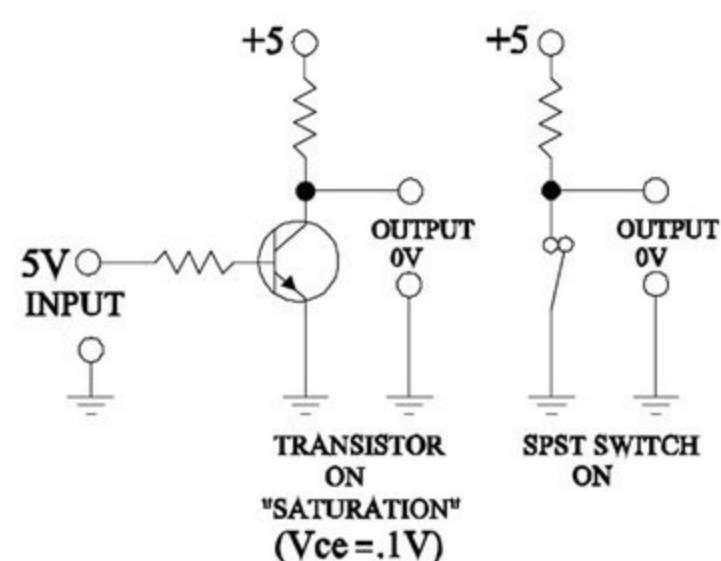 +5
+5
OUTPUT
0V
OUTPUT
0V
5V
INPUT
TRANSISTOR
ON
"SATURATION"
(Vce =.1V)
SPST SWITCH
ON